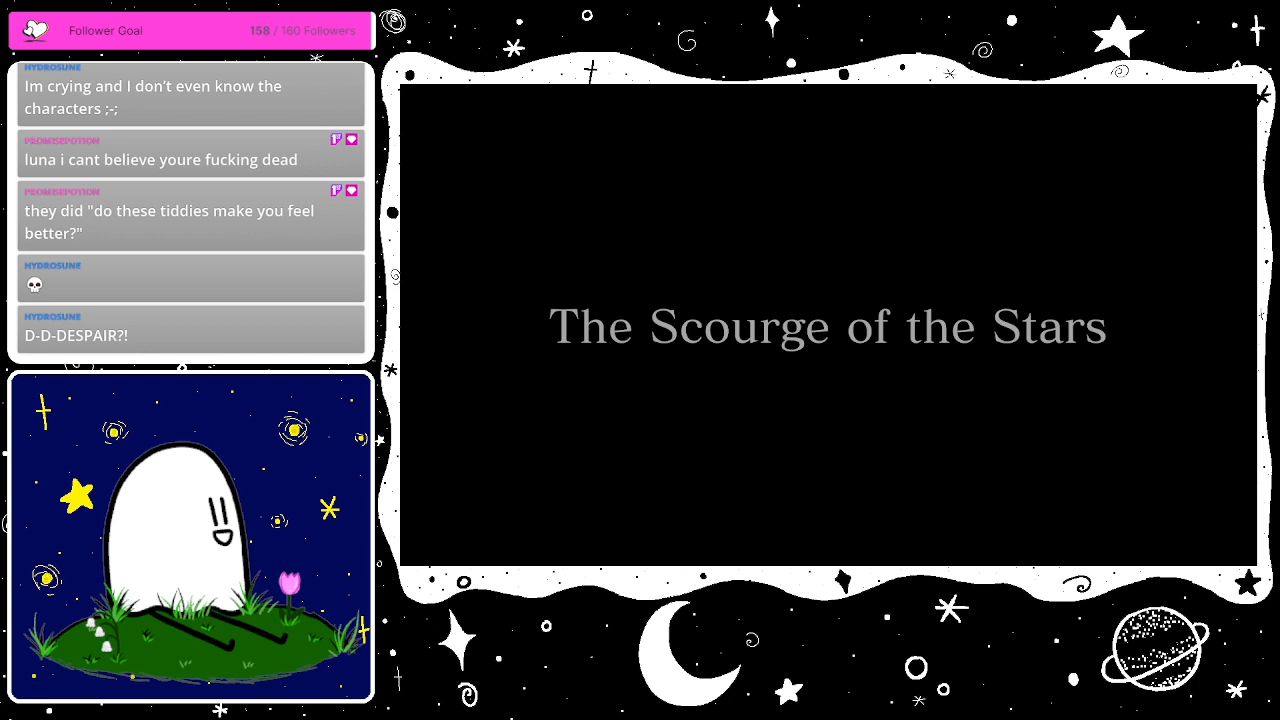 Follower Goal
158 / 160 Followers
HYDROSUNE
Im crying and I don't even know the
characters ;-;
PROMISEPOTION
luna i cant believe youre fucking dead
PROMISEPOTION
they did "do these tiddies make you feel
better?"
HYDROSUNE
HYDROSUNE
D-D-DESPAIR?!
The Scourge of the Stars